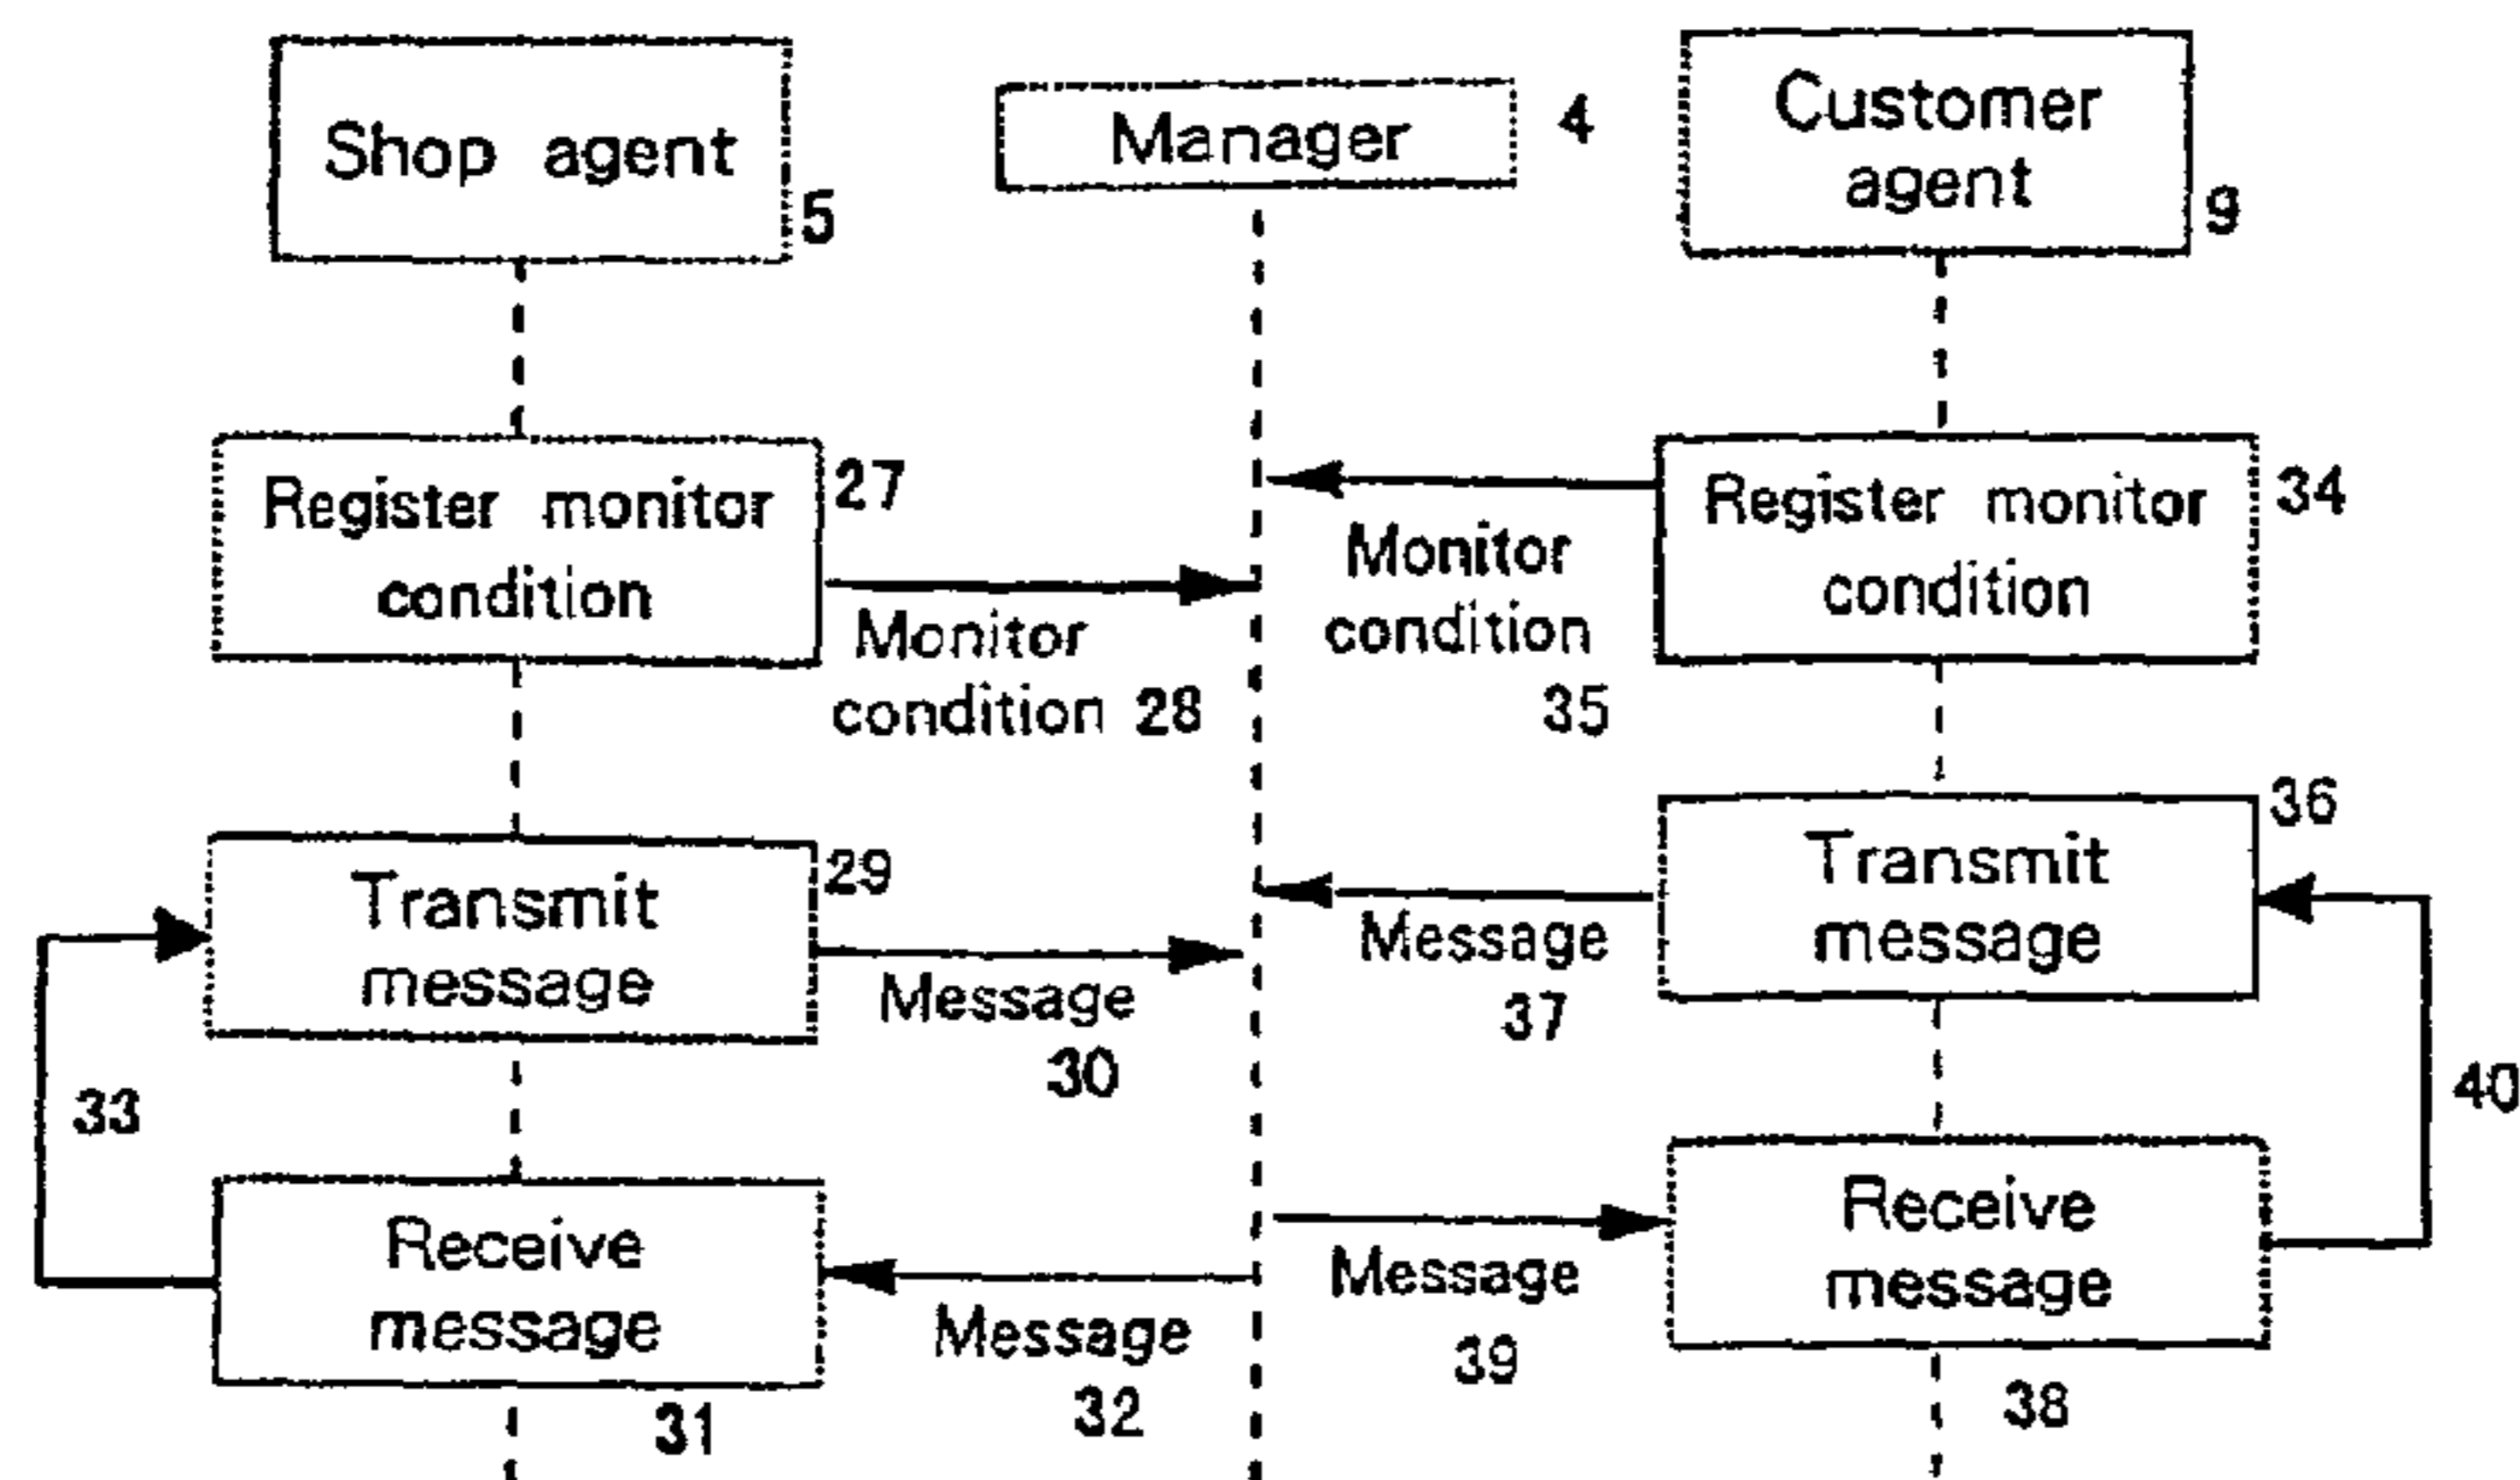 Shop agent
5
Manager
4
Customer
agent
9
Register monitor
condition
27
Monitor
condition 28
Monitor
condition
35
Register monitor
condition
34
Transmit
message
29
Message
30
Message
37
Transmit
message
36
33
40
Receive
message
31
Message
32
Message
39
Receive
message
38